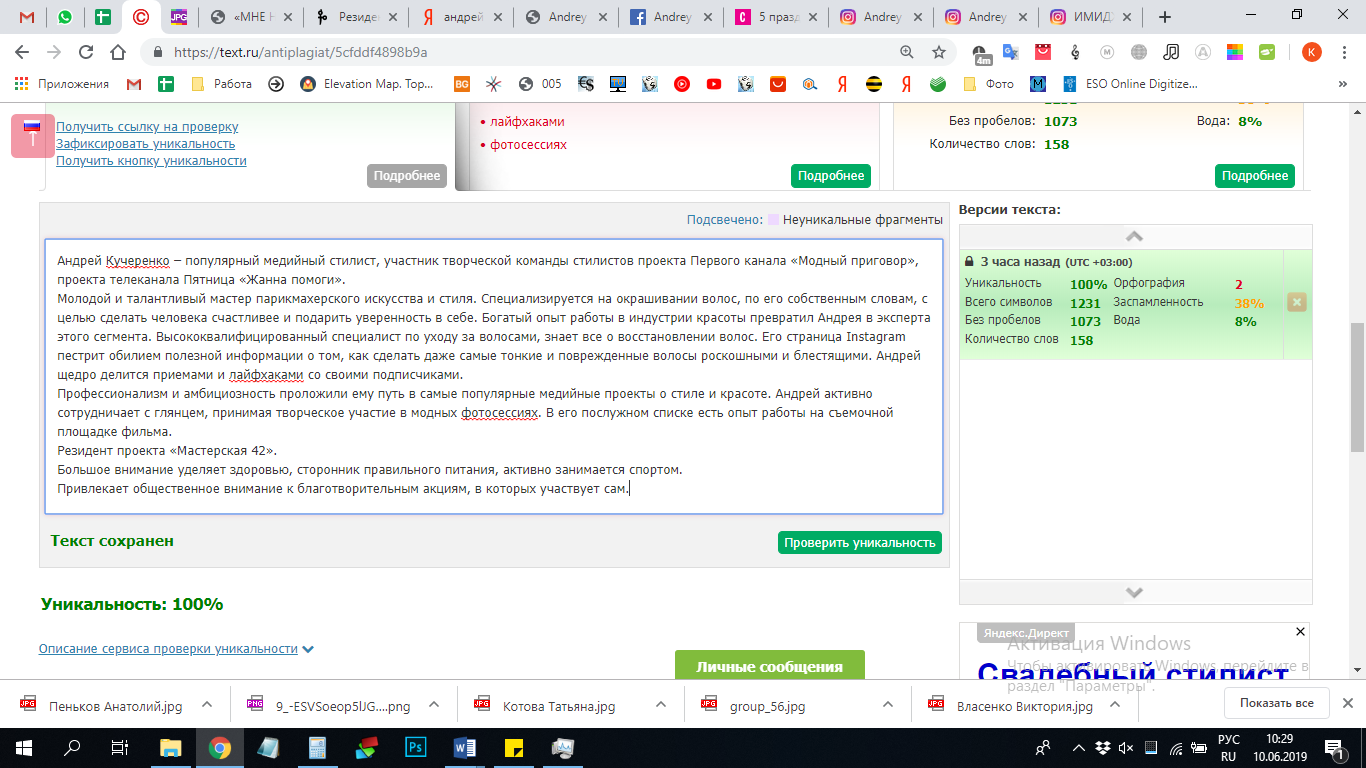 «МНЕ Н
Резиден
андрей
Andrey
Andrey
5 празд
Andrey
Andrey
ИМИДЖ
https://text.ru/antiplagiat/5cfddf4898b9a
4m
K
Приложения
Работа
Elevation Map. Top...
BG
005
Фото
ESO Online Digitize...
»
Получить ссылку на проверку
Зафиксировать уникальность
Получить кнопку уникальности
Подробнее
• лайфхаками
• фотосессиях
Подробнее
Без пробелов: 1073 Вода: 8%
Количество слов: 158
Подробнее
Подсвечено: Неуникальные фрагменты
Андрей Кучеренко – популярный медийный стилист, участник творческой команды стилистов проекта Первого канала «Модный приговор»,
проекта телеканала Пятница «Жанна помоги».
Молодой и талантливый мастер парикмахерского искусства и стиля. Специализируется на окрашивании волос, по его собственным словам, с
целью сделать человека счастливее и подарить уверенность в себе. Богатый опыт работы в индустрии красоты превратил Андрея в эксперта
этого сегмента. Высококвалифицированный специалист по уходу за волосами, знает все о восстановлении волос. Его страница Instagram
пестрит обилием полезной информации о том, как сделать даже самые тонкие и поврежденные волосы роскошными и блестящими. Андрей
щедро делится приемами и лайфхаками со своими подписчиками.
Профессионализм и амбициозность проложили ему путь в самые популярные медийные проекты о стиле и красоте. Андрей активно
сотрудничает с глянцем, принимая творческое участие в модных фотосессиях. В его послужном списке есть опыт работы на съемочной
площадке фильма.
Резидент проекта «Мастерская 42».
Большое внимание уделяет здоровью, сторонник правильного питания, активно занимается спортом.
Привлекает общественное внимание к благотворительным акциям, в которых участвует сам.
Текст сохранен
Проверить уникальность
Уникальность: 100%
Описание сервиса проверки уникальности
Личные сообщения
Версии текста:
3 часа назад (UTC +03:00)
Уникальность 100% Орфография 2
Всего символов 1231 Заспамленность 38%
Без пробелов 1073 Вода 8%
Количество слов 158
Яндекс.Директ
Свадебный стилист
Активация Windows
Чтобы активировать Windows, перейдите в
раздел "Параметры".
Пеньков Анатолий.jpg
9_-ESVSoeop5lJG....png
Котова Татьяна.jpg
group_56.jpg
Власенко Виктория.jpg
Показать все
РУС
RU
10:29
10.06.2019
1